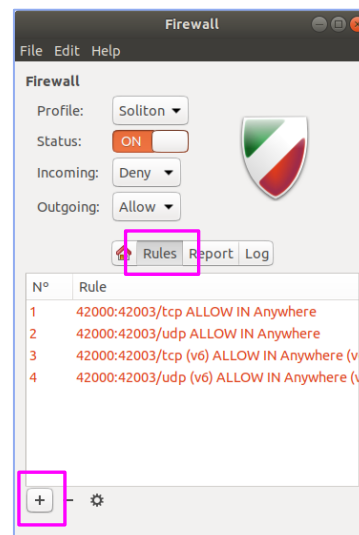 Firewall
File Edit Help
Firewall
Profile: Soliton
Status: ON
Incoming: Deny
Outgoing: Allow
Rules Report Log
Nº Rule
1 42000:42003/tcp ALLOW IN Anywhere
2 42000:42003/udp ALLOW IN Anywhere
3 42000:42003/tcp (v6) ALLOW IN Anywhere (v
4 42000:42003/udp (v6) ALLOW IN Anywhere (v
+ -